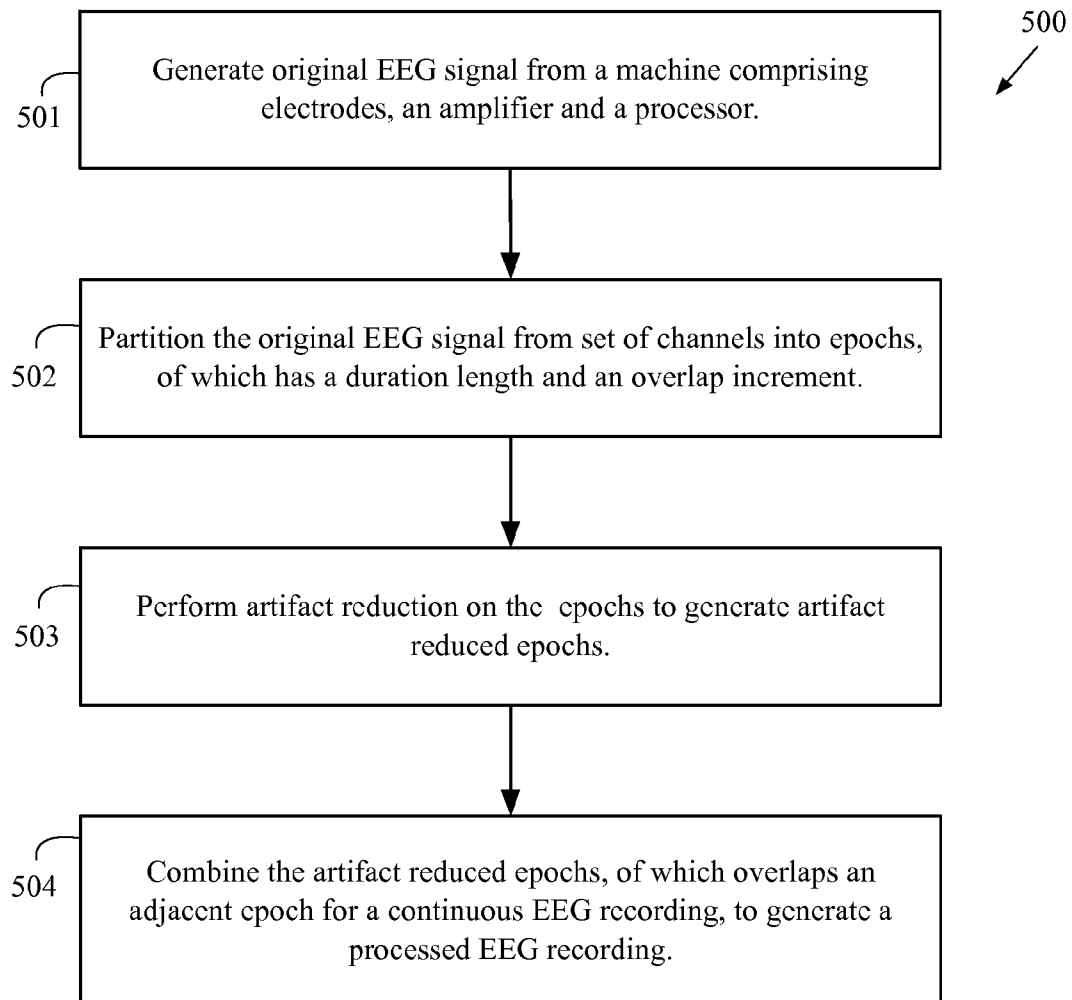 500
Generate original EEG signal from a machine comprising
electrodes, an amplifier and a processor.
501
Partition the original EEG signal from set of channels into epochs,
of which has a duration length and an overlap increment.
502
Perform artifact reduction on the epochs to generate artifact
reduced epochs.
503
Combine the artifact reduced epochs, of which overlaps an
adjacent epoch for a continuous EEG recording, to generate a
processed EEG recording.
504